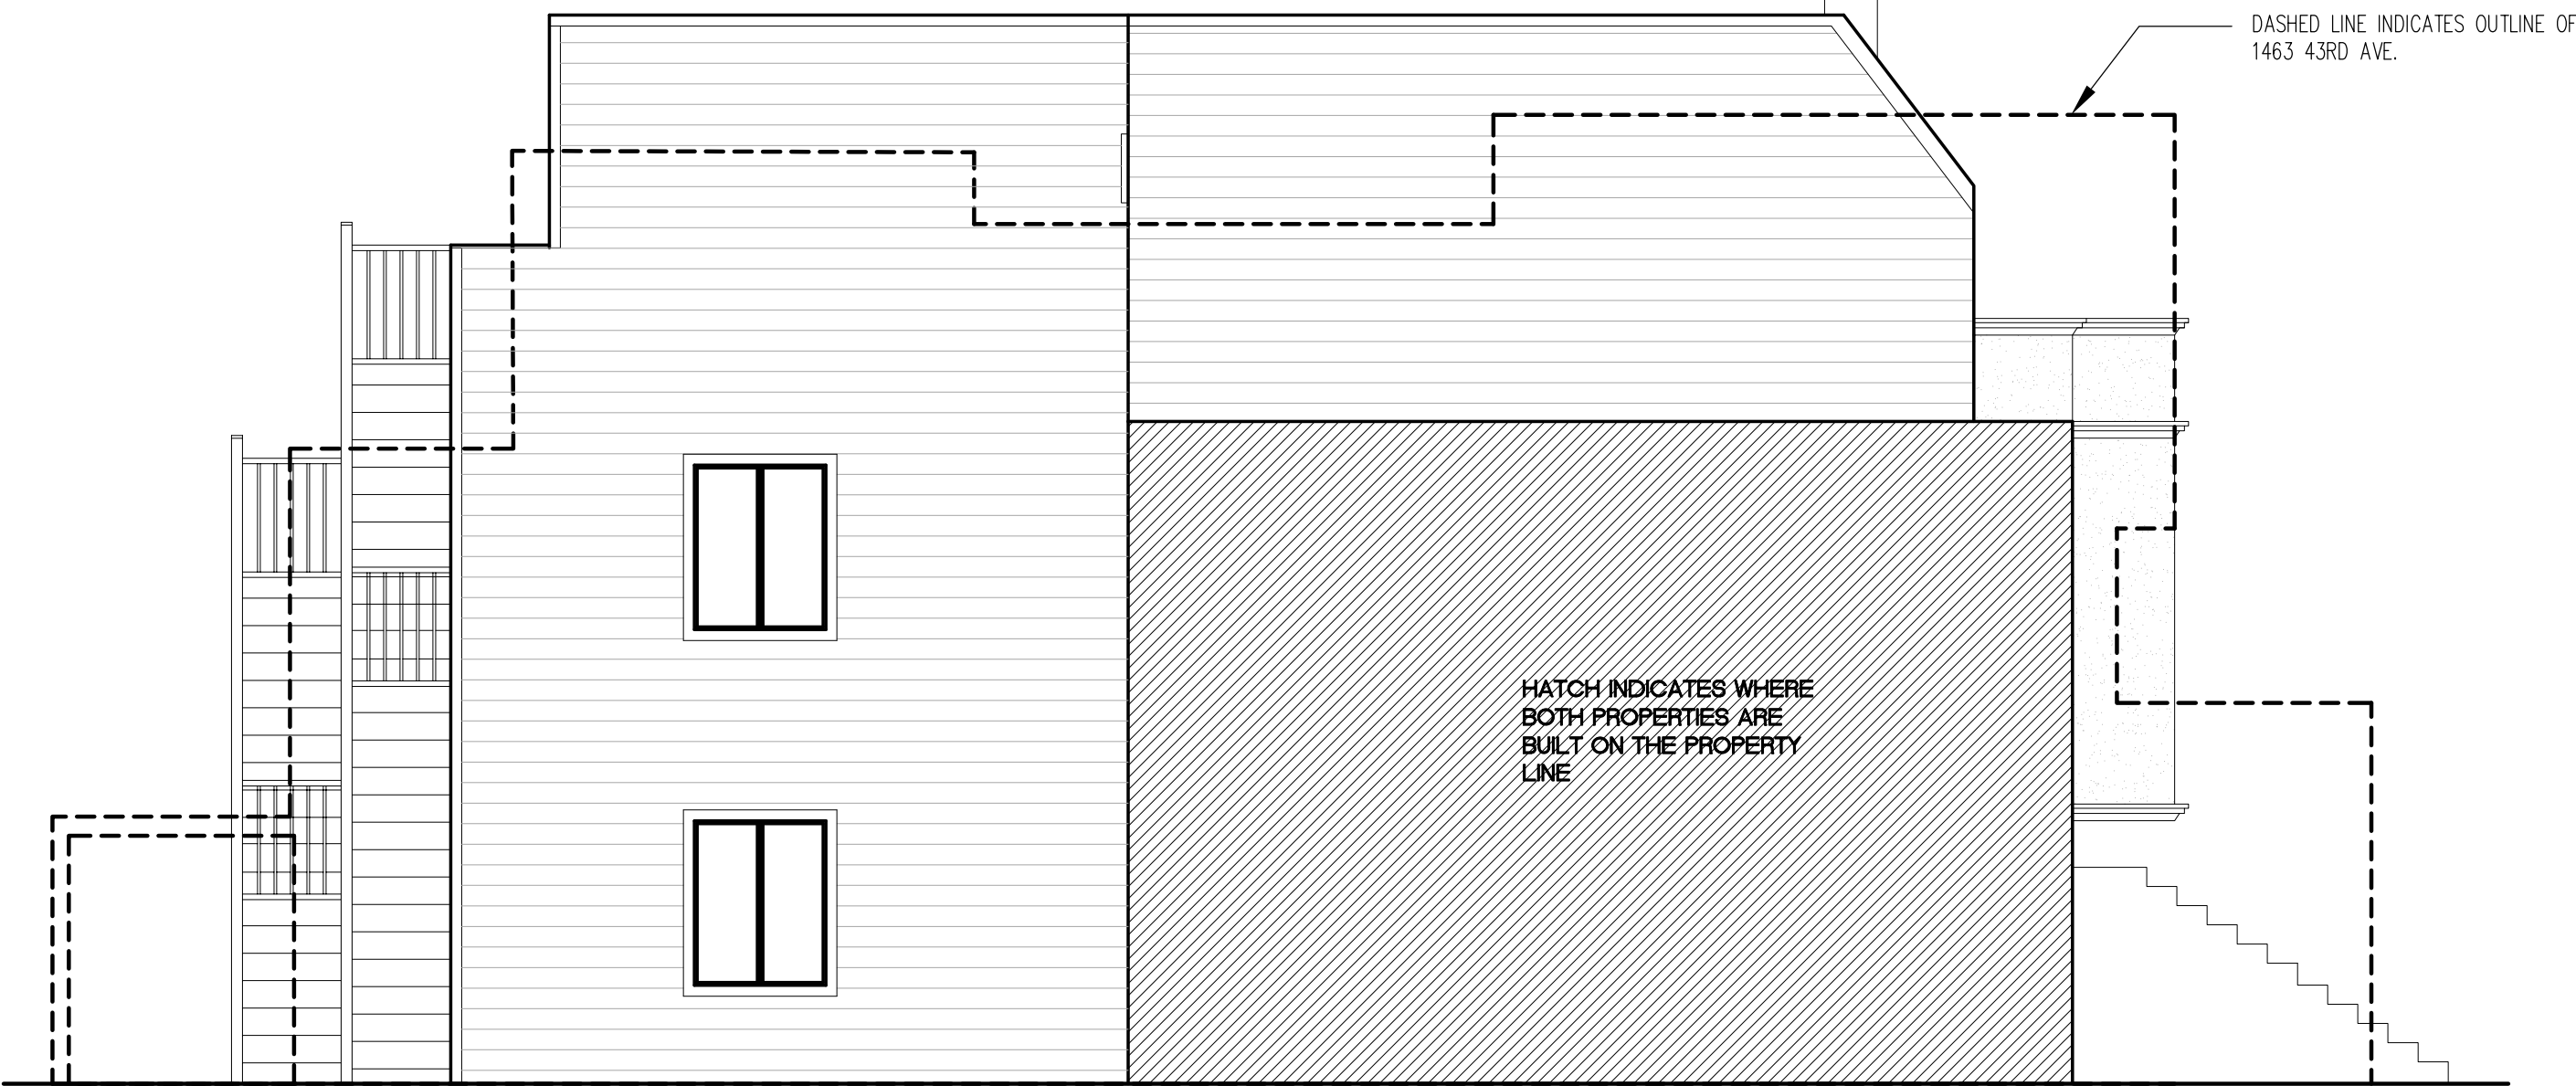 DASHED LINE INDICATES OUTLINE OF
1463 43RD AVE.
HATCH INDICATES WHERE
BOTH PROPERTIES ARE
BUILT ON THE PROPERTY
LINE